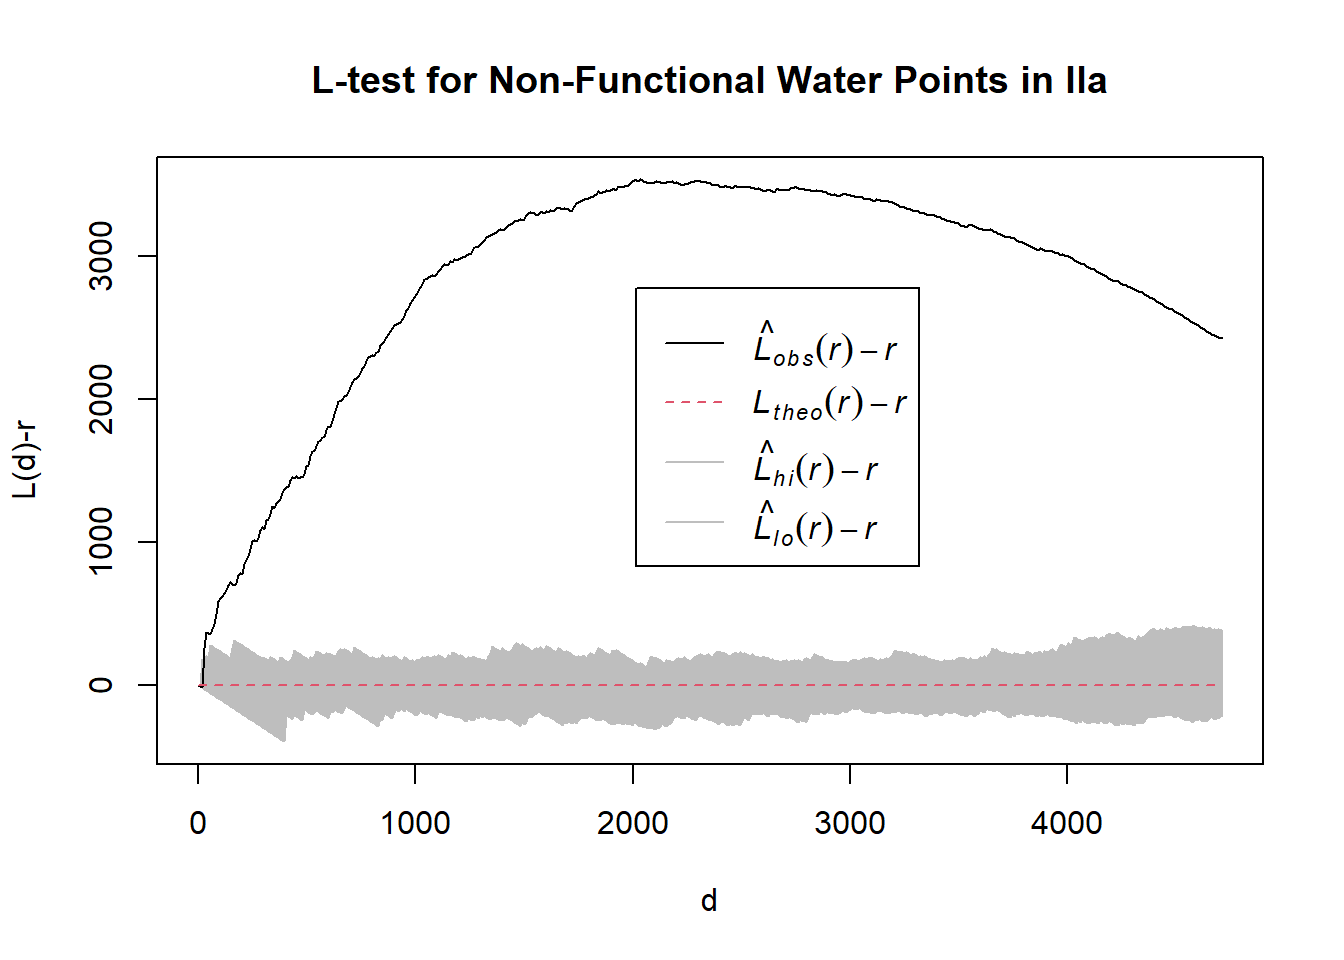 L-test for Non-Functional Water Points in Ila
L(d)-r
3000
2000
1000
0
L̂obs(r) − r
Ltheo(r) − r
L̂hi(r) − r
L̂lo(r) − r
0 1000 2000 3000 4000
d